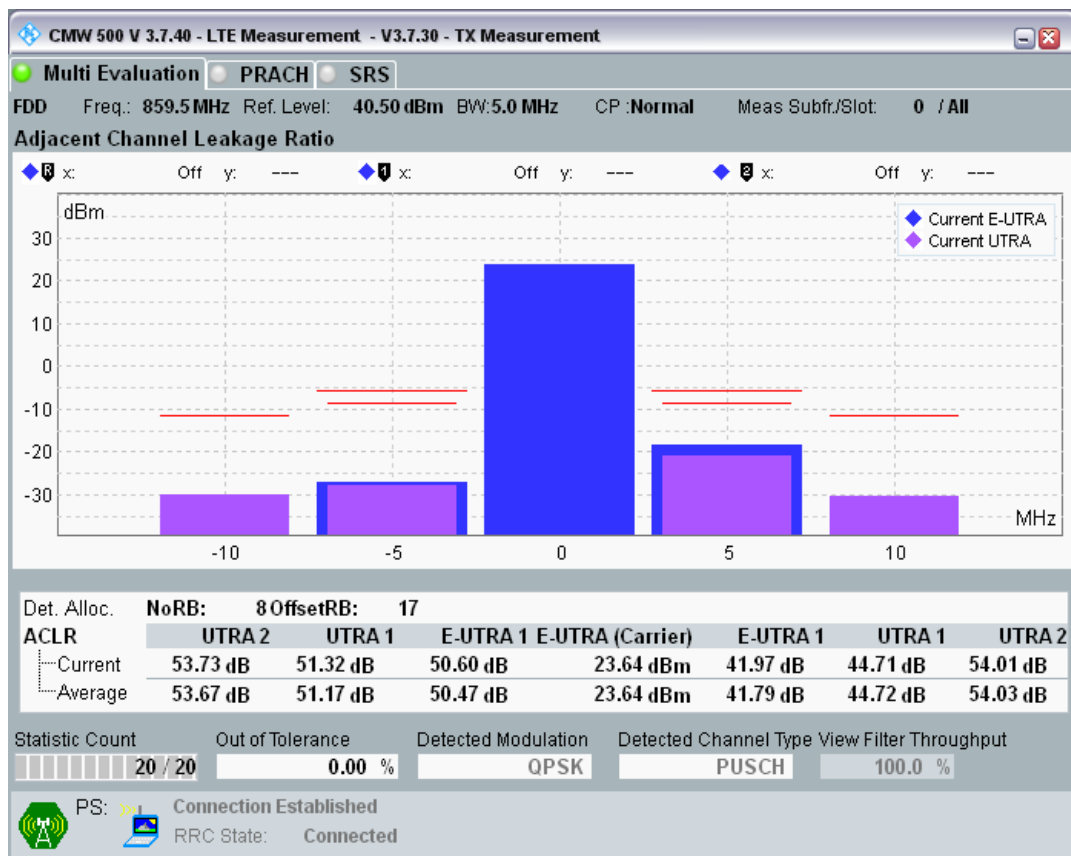 CMW 500 V 3.7.40 - LTE Measurement - V3.7.30 - TX Measurement
Multi Evaluation PRACH SRS
FDD Freq.: 859.5 MHz Ref. Level: 40.50 dBm BW:5.0 MHz CP :Normal Meas Subfr./Slot: 0 / All
Adjacent Channel Leakage Ratio
R x: Off y: --- 1 x: Off y: --- 2 x: Off y: ---
dBm
Current E-UTRA
Current UTRA
30
20
10
0
-10
-20
-30
MHz
-10 -5 0 5 10
Det. Alloc. NoRB: 8 OffsetRB: 17
ACLR UTRA 2 UTRA 1 E-UTRA 1 E-UTRA (Carrier) E-UTRA 1 UTRA 1 UTRA 2
Current 53.73 dB 51.32 dB 50.60 dB 23.64 dBm 41.97 dB 44.71 dB 54.01 dB
Average 53.67 dB 51.17 dB 50.47 dB 23.64 dBm 41.79 dB 44.72 dB 54.03 dB
Statistic Count Out of Tolerance Detected Modulation Detected Channel Type View Filter Throughput
20 / 20 0.00 % QPSK PUSCH 100.0 %
PS: Connection Established
RRC State: Connected